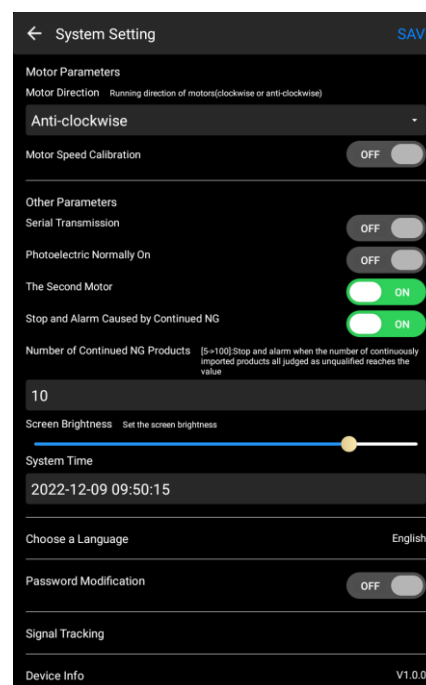 System Setting SAV
Motor Parameters
Motor Direction Running direction of motors(clockwise or anti-clockwise)
Anti-clockwise
Motor Speed Calibration OFF
Other Parameters
Serial Transmission OFF
Photoelectric Normally On OFF
The Second Motor ON
Stop and Alarm Caused by Continued NG ON
Number of Continued NG Products [5->100]:Stop and alarm when the number of continuously
imported products all judged as unqualified reaches the
value
10
Screen Brightness Set the screen brightness
System Time
2022-12-09 09:50:15
Choose a Language English
Password Modification OFF
Signal Tracking
Device Info V1.0.0